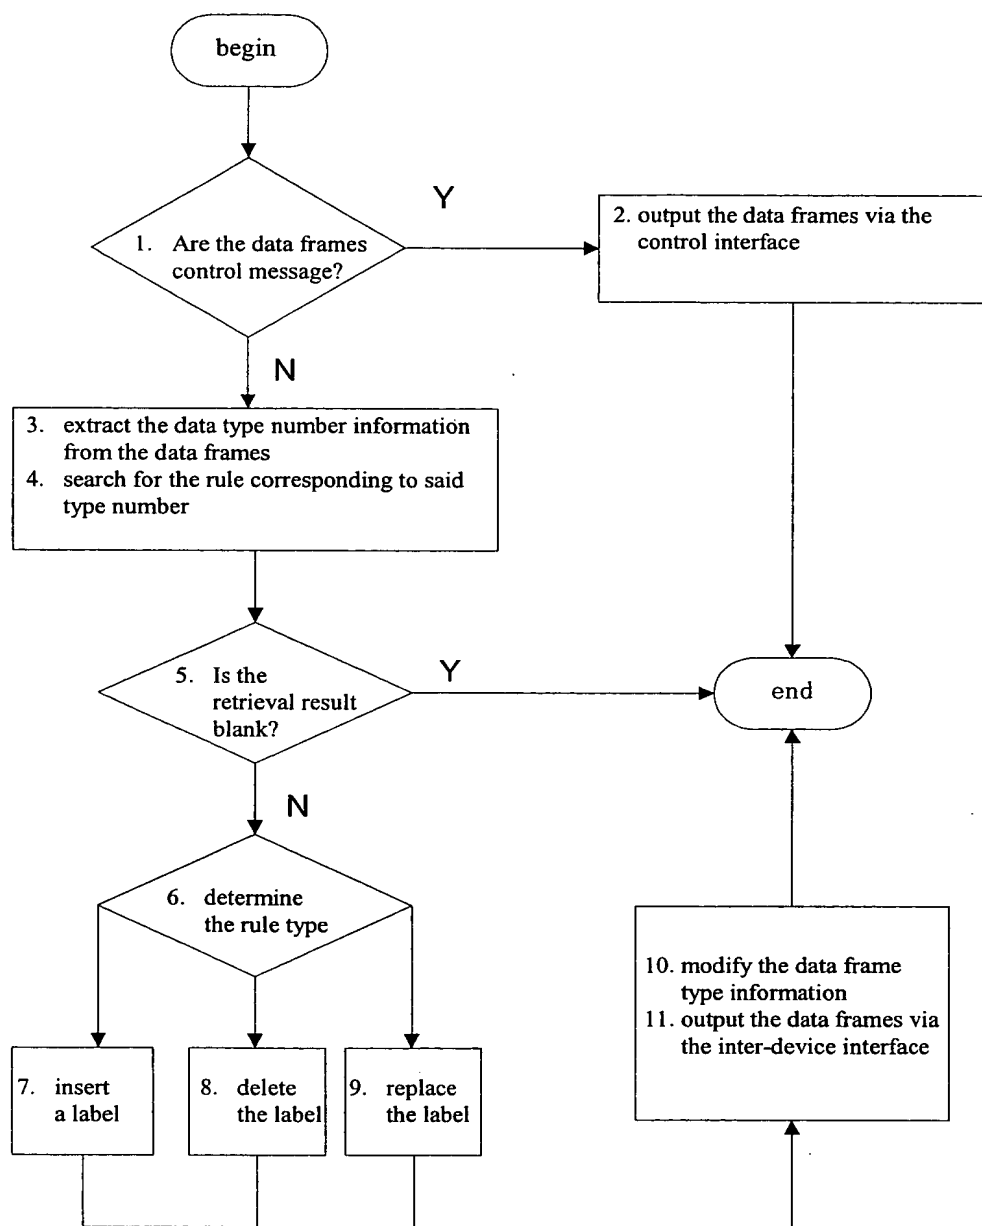 begin
Y
1. Are the data frames
control message?
2. output the data frames via the
control interface
N
3. extract the data type number information
from the data frames
4. search for the rule corresponding to said
type number
5. Is the
retrieval result
blank?
Y
end
N
6. determine
the rule type
10. modify the data frame
type information
11. output the data frames via
the inter-device interface
7. insert
a label
8. delete
the label
9. replace
the label